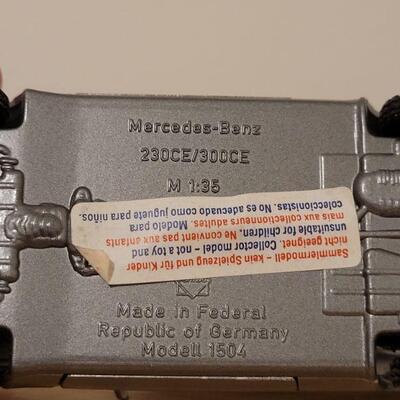 Mercedes-Benz
230CE/300CE
M 1:35
Sammlermodell - kein Spielzeug und für Kinder
nicht geeignet. Collector model - not a toy and
unsuitable for children. Ne convient pas aux enfants
mais aux collectionneurs adultes. Modelo para
coleccionistas. No es adecuado como juguete para niños.
Made in Federal
Republic of Germany
Modell 1504